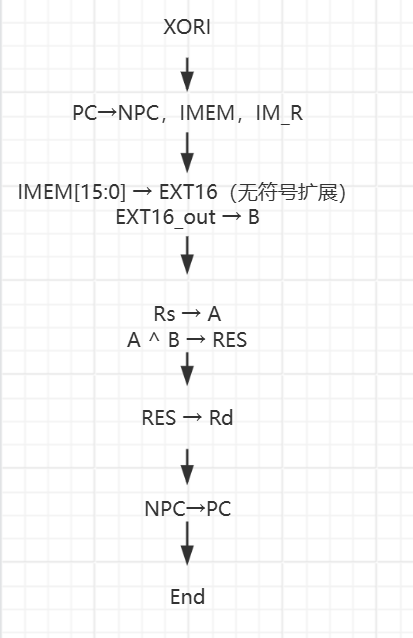 XORI
PC→NPC，IMEM，IM_R
IMEM[15:0] → EXT16（无符号扩展）
EXT16_out → B
Rs → A
A ^ B → RES
RES → Rd
NPC→PC
End